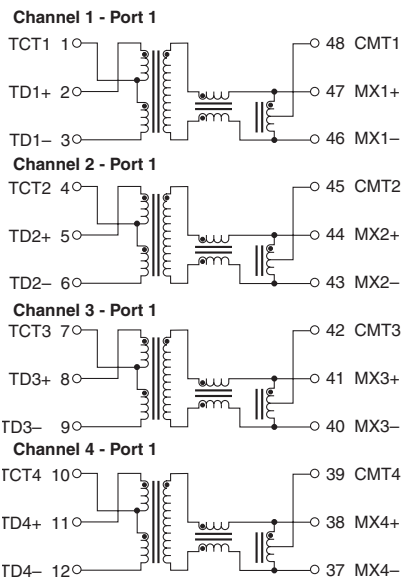 Channel 1 - Port 1
TCT1 1 48 CMT1
TD1+ 2 47 MX1+
TD1– 3 46 MX1–
Channel 2 - Port 1
TCT2 4 45 CMT2
TD2+ 5 44 MX2+
TD2– 6 43 MX2–
Channel 3 - Port 1
TCT3 7 42 CMT3
TD3+ 8 41 MX3+
TD3– 9 40 MX3–
Channel 4 - Port 1
TCT4 10 39 CMT4
TD4+ 11 38 MX4+
TD4– 12 37 MX4–